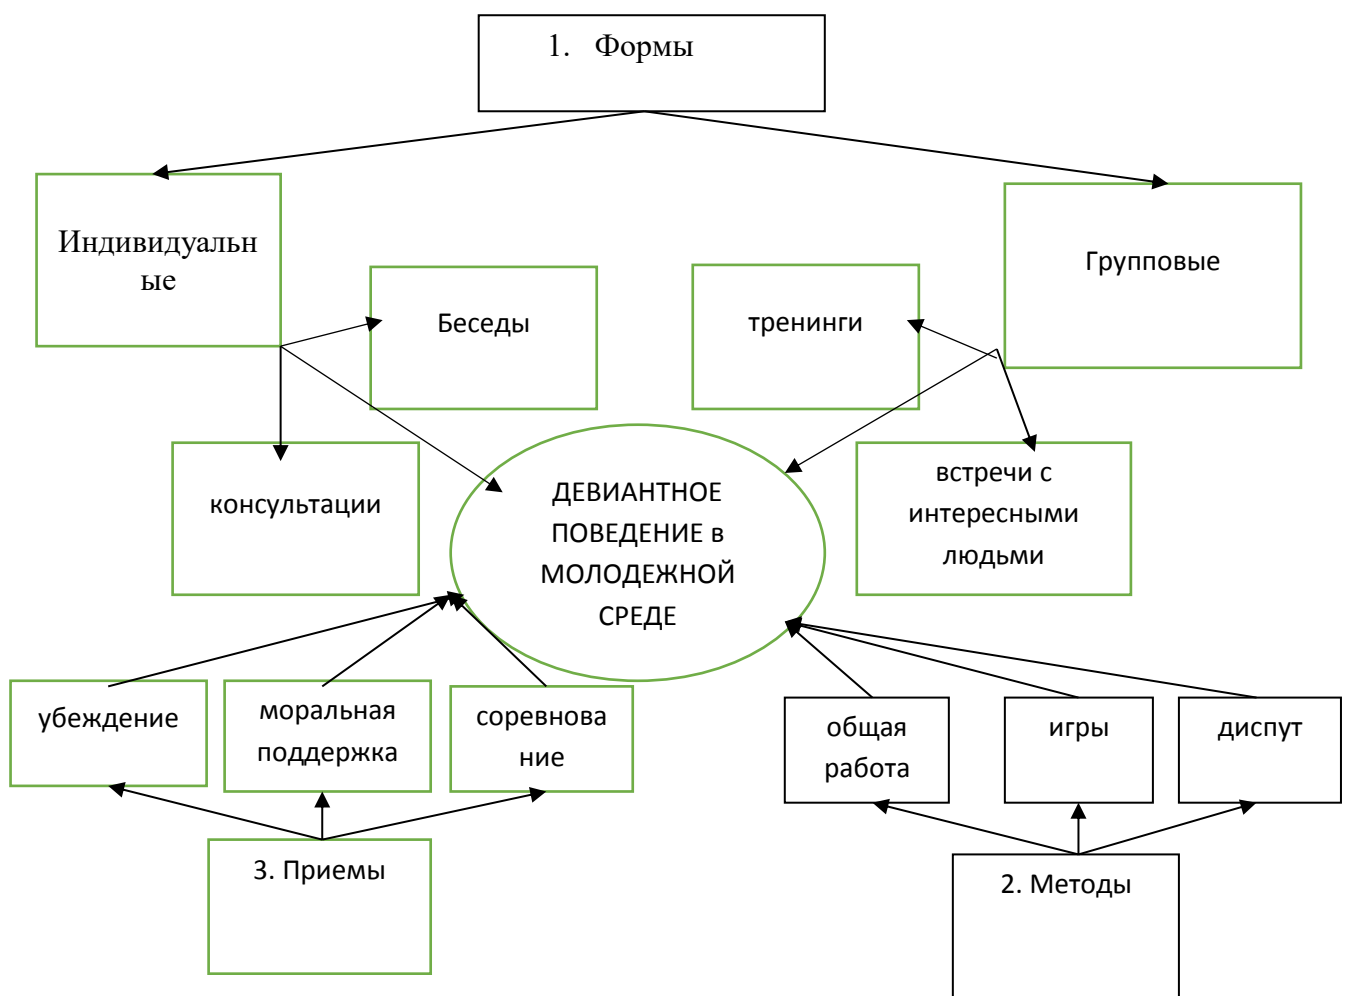 1. Формы
Индивидуальн
ые
Групповые
Беседы
тренинги
консультации
ДЕВИАНТНОЕ
ПОВЕДЕНИЕ в
МОЛОДЕЖНОЙ
СРЕДЕ
встречи с
интересными
людьми
убеждение
моральная
поддержка
соревнова
ние
общая
работа
игры
диспут
3. Приемы
2. Методы